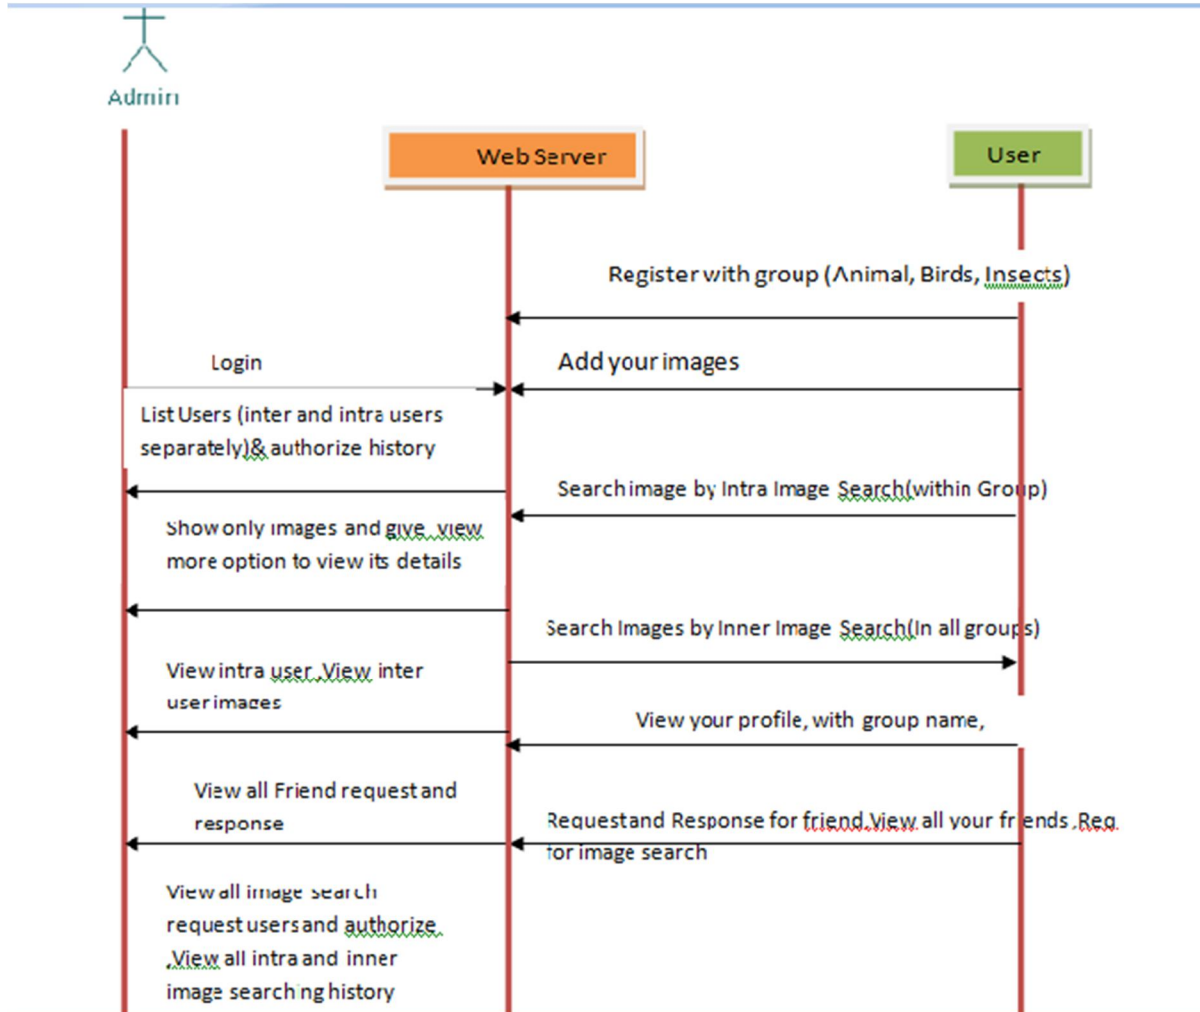 Admin
Web Server
User
Register with group (Animal, Birds, Insects)
Login
Add your images
List Users (inter and intra users
separately)& authorize history
Search image by Intra Image Search(within Group)
Show only images and give view
more option to view its details
Search Images by Inner Image Search(In all groups)
View intra user ,View inter
user images
View your profile, with group name,
View all Friend request and
response
Request and Response for friend,View all your friends ,Req
for image search
View all image search
request users and authorize
,View all intra and inner
image searching history